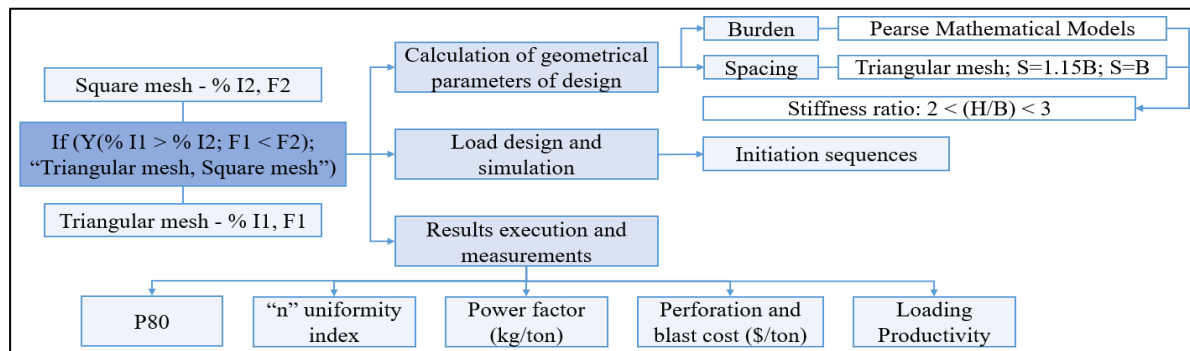 Square mesh - % I2, F2
If (Y(% I1 > % I2; F1 < F2);
“Triangular mesh, Square mesh”)
Triangular mesh - % I1, F1
Calculation of geometrical
parameters of design
Burden
Pearse Mathematical Models
Spacing
Triangular mesh; S=1.15B; S=B
Stiffness ratio: 2 < (H/B) < 3
Load design and
simulation
Initiation sequences
Results execution and
measurements
P80
“n” uniformity
index
Power factor
(kg/ton)
Perforation and
blast cost ($/ton)
Loading
Productivity